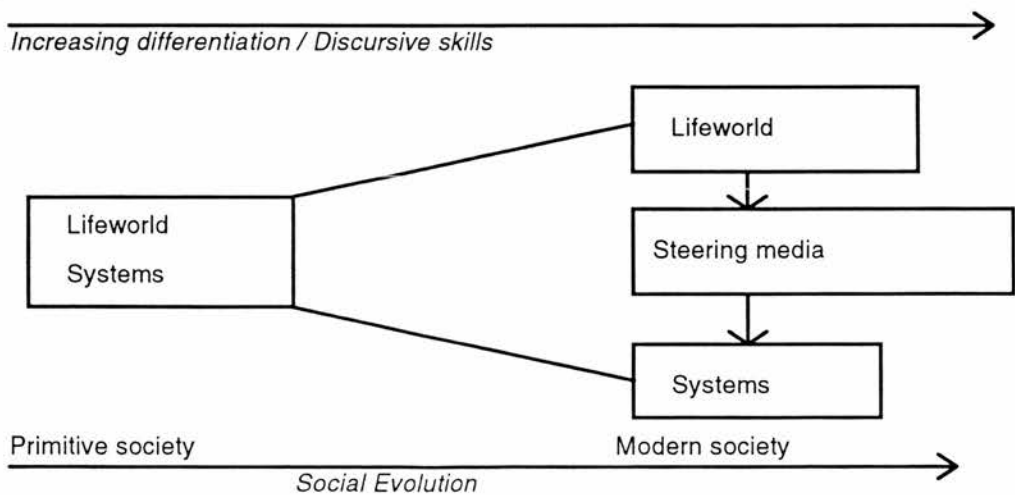 Increasing differentiation / Discursive skills
Lifeworld
Lifeworld
Systems
Steering media
Systems
Primitive society
Modern society
Social Evolution